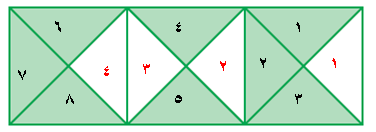 ١ ٤ ٦
١ ٢ ٢ ٣ ٤ ٧
٣ ٥ ٨